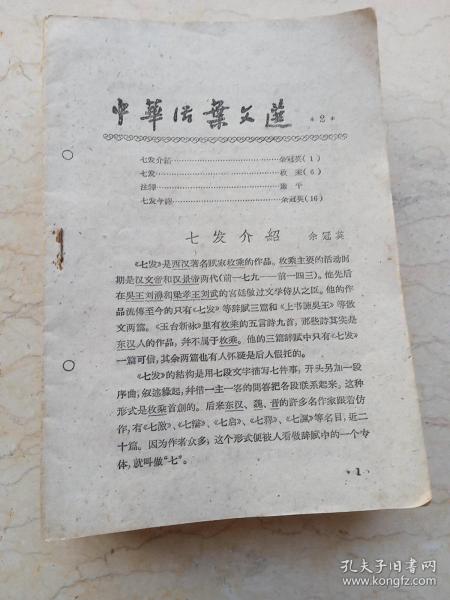 中華活葉文选 ﹡2﹡
七发介紹……………………………余冠英(1)
七发……………………………枚 乘(6)
注釋…………………………… 平
七发今譯……………………………余冠英(16)
七发介紹 余冠英
《七发》是西汉著名賦家枚乘的作品。枚乘主要的活动时
期是汉文帝和汉景帝两代(前一七九—前一四三)。他先后
在吳王刘濞和梁孝王刘武的宮廷做过文学侍从之臣。他的作
品流傳至今的只有《七发》等辞賦三篇和《上书諫吳王》等散
文两篇。《玉台新咏》里有枚乘的五言詩九首，那些詩其实是
东汉人的作品，并不属于枚乘。他的三篇辞賦中只有《七发》
一篇可信，其余两篇也有人怀疑是后人假托的。
《七发》的結构是用七段文字描写七件事，开头另加一段
序曲，叙述緣起，幷借一主一客的問答把各段联系起来。这种
形式是枚乘首創的。后来东汉、魏、晉的許多名作家跟着仿
作，有《七激》、《七辯》、《七启》、《七釋》、《七諷》等名目，近二
十篇。因为作者众多，这个形式便被人看做辞賦中的一个专
体，就叫做“七”。
·1·
孔夫子旧书网
www.kongfz.com